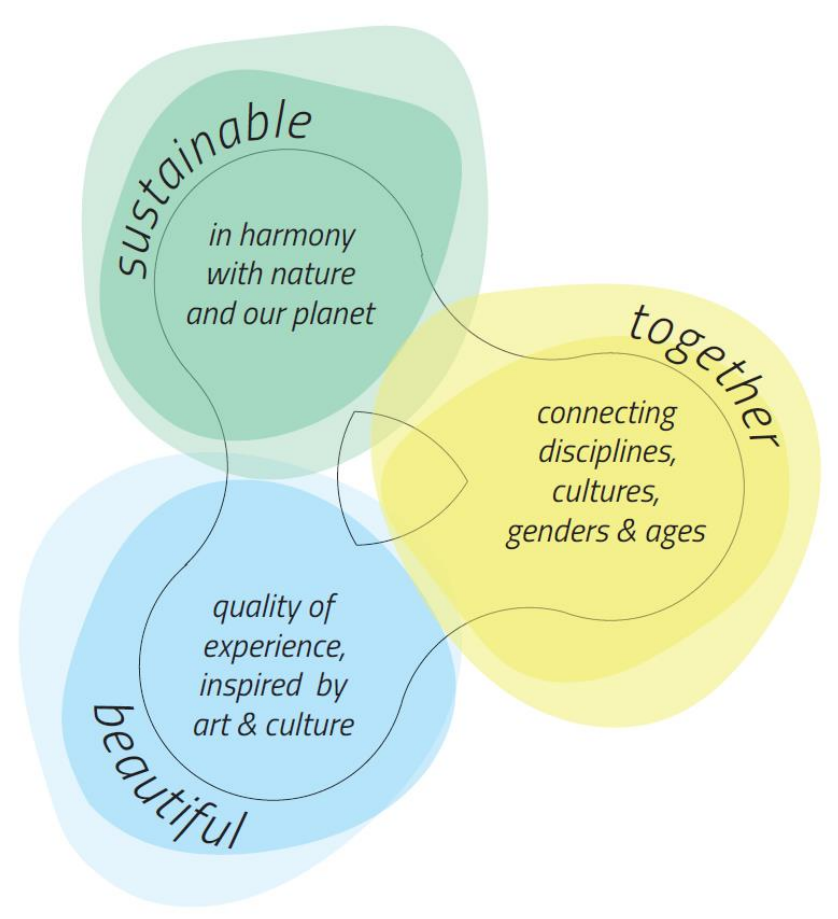 sustainable
in harmony
with nature
and our planet
together
connecting
disciplines,
cultures,
genders & ages
quality of
experience,
inspired by
art & culture
beautiful